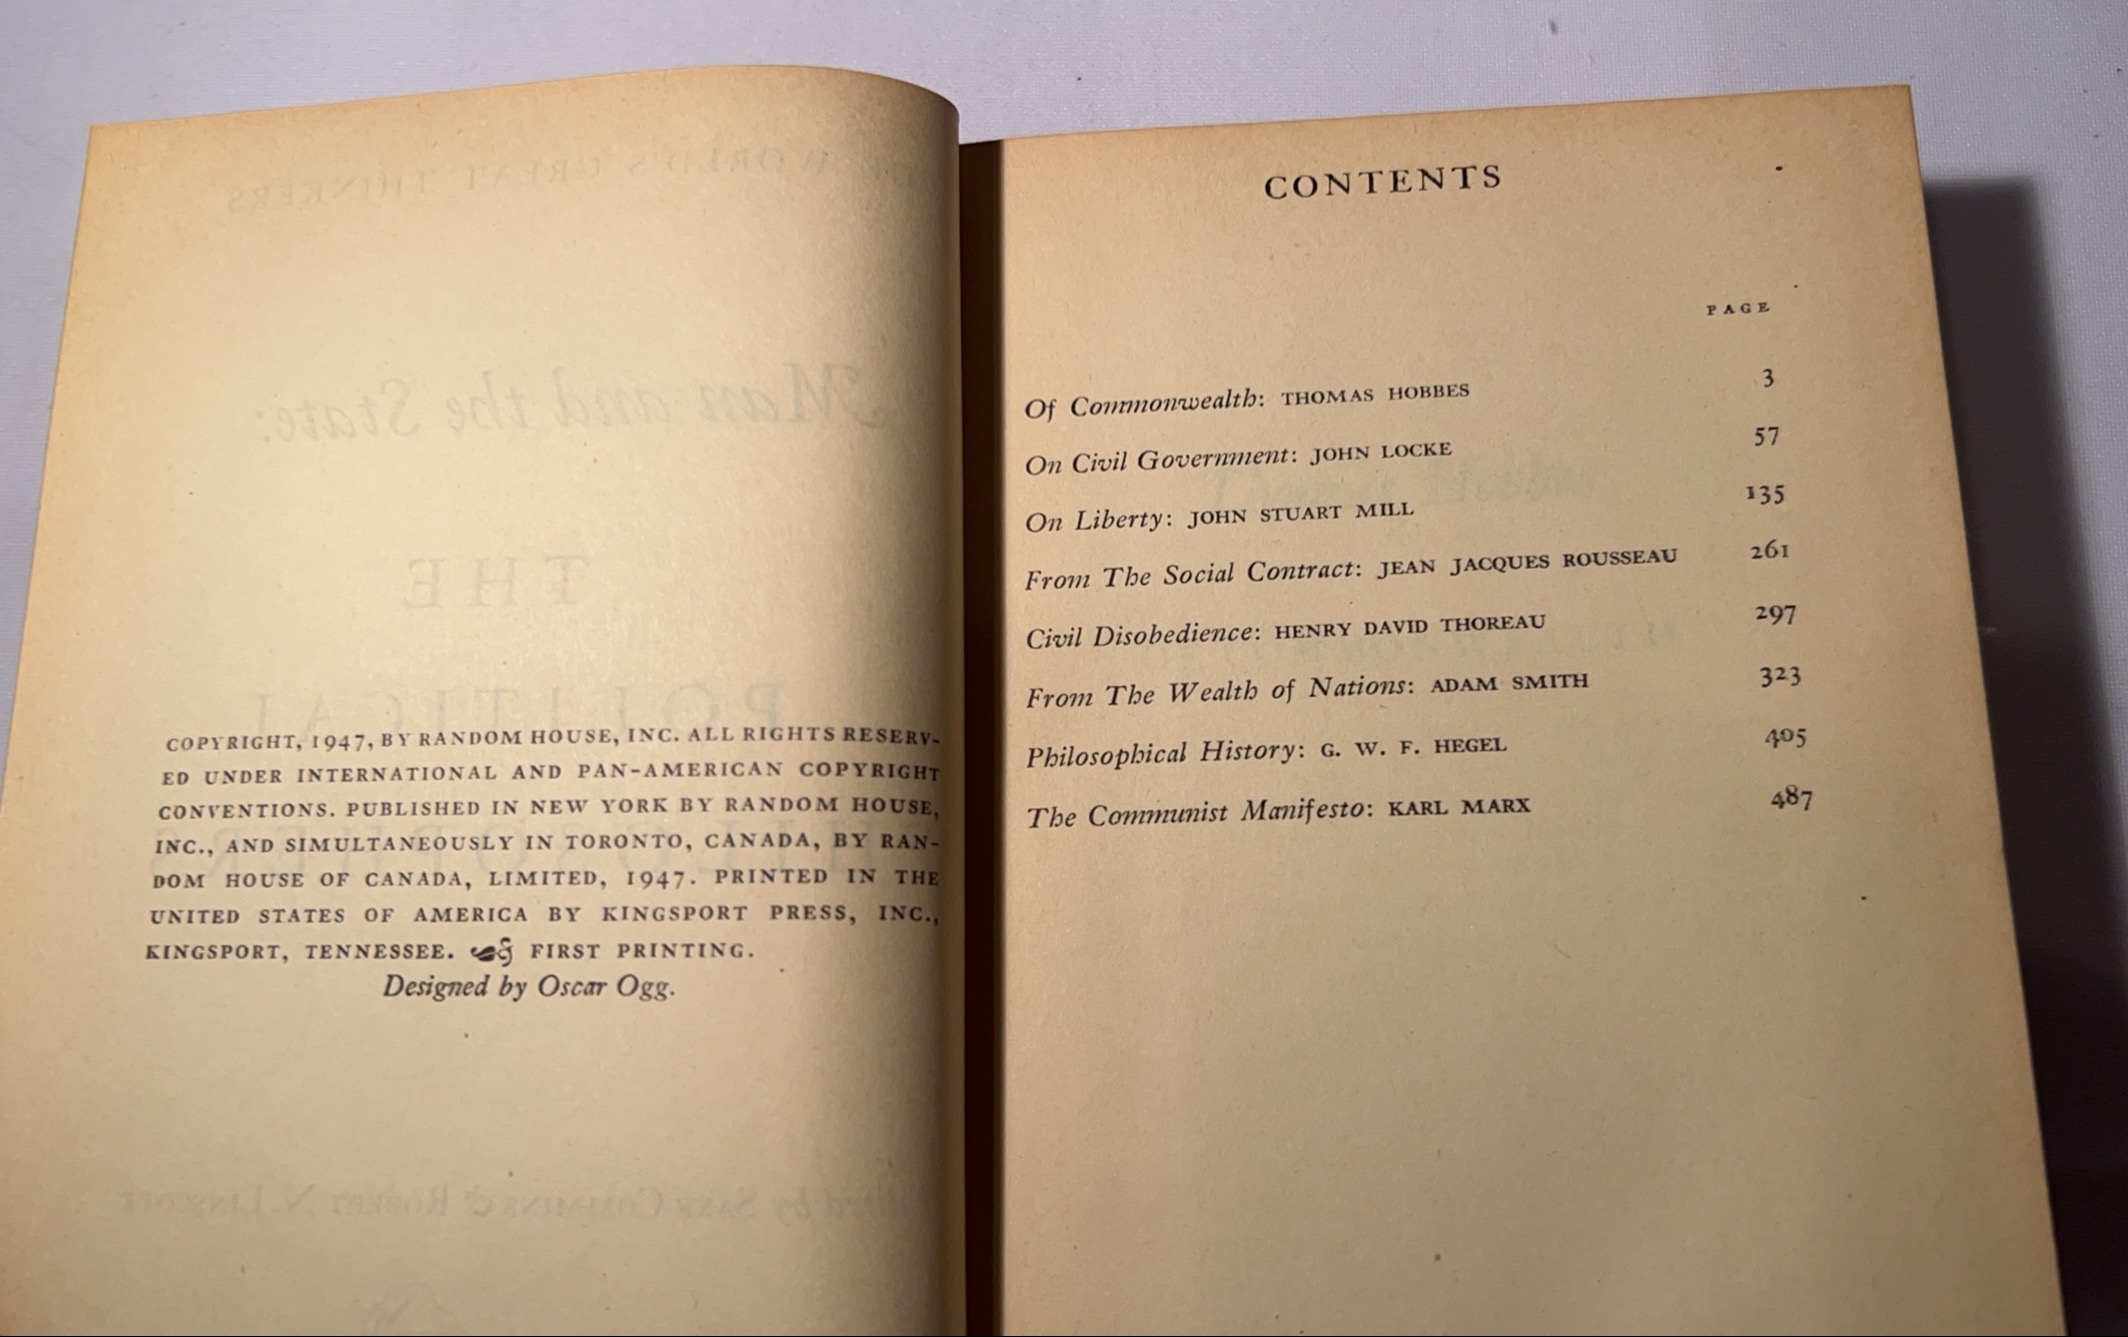 COPYRIGHT, 1947, BY RANDOM HOUSE, INC. ALL RIGHTS RESERV-
ED UNDER INTERNATIONAL AND PAN-AMERICAN COPYRIGHT
CONVENTIONS. PUBLISHED IN NEW YORK BY RANDOM HOUSE,
INC., AND SIMULTANEOUSLY IN TORONTO, CANADA, BY RAN-
DOM HOUSE OF CANADA, LIMITED, 1947. PRINTED IN THE
UNITED STATES OF AMERICA BY KINGSPORT PRESS, INC.,
KINGSPORT, TENNESSEE. FIRST PRINTING.
Designed by Oscar Ogg.
CONTENTS
PAGE
Of Commonwealth: THOMAS HOBBES 3
On Civil Government: JOHN LOCKE 57
On Liberty: JOHN STUART MILL 135
From The Social Contract: JEAN JACQUES ROUSSEAU 261
Civil Disobedience: HENRY DAVID THOREAU 297
From The Wealth of Nations: ADAM SMITH 323
Philosophical History: G. W. F. HEGEL 405
The Communist Manifesto: KARL MARX 487